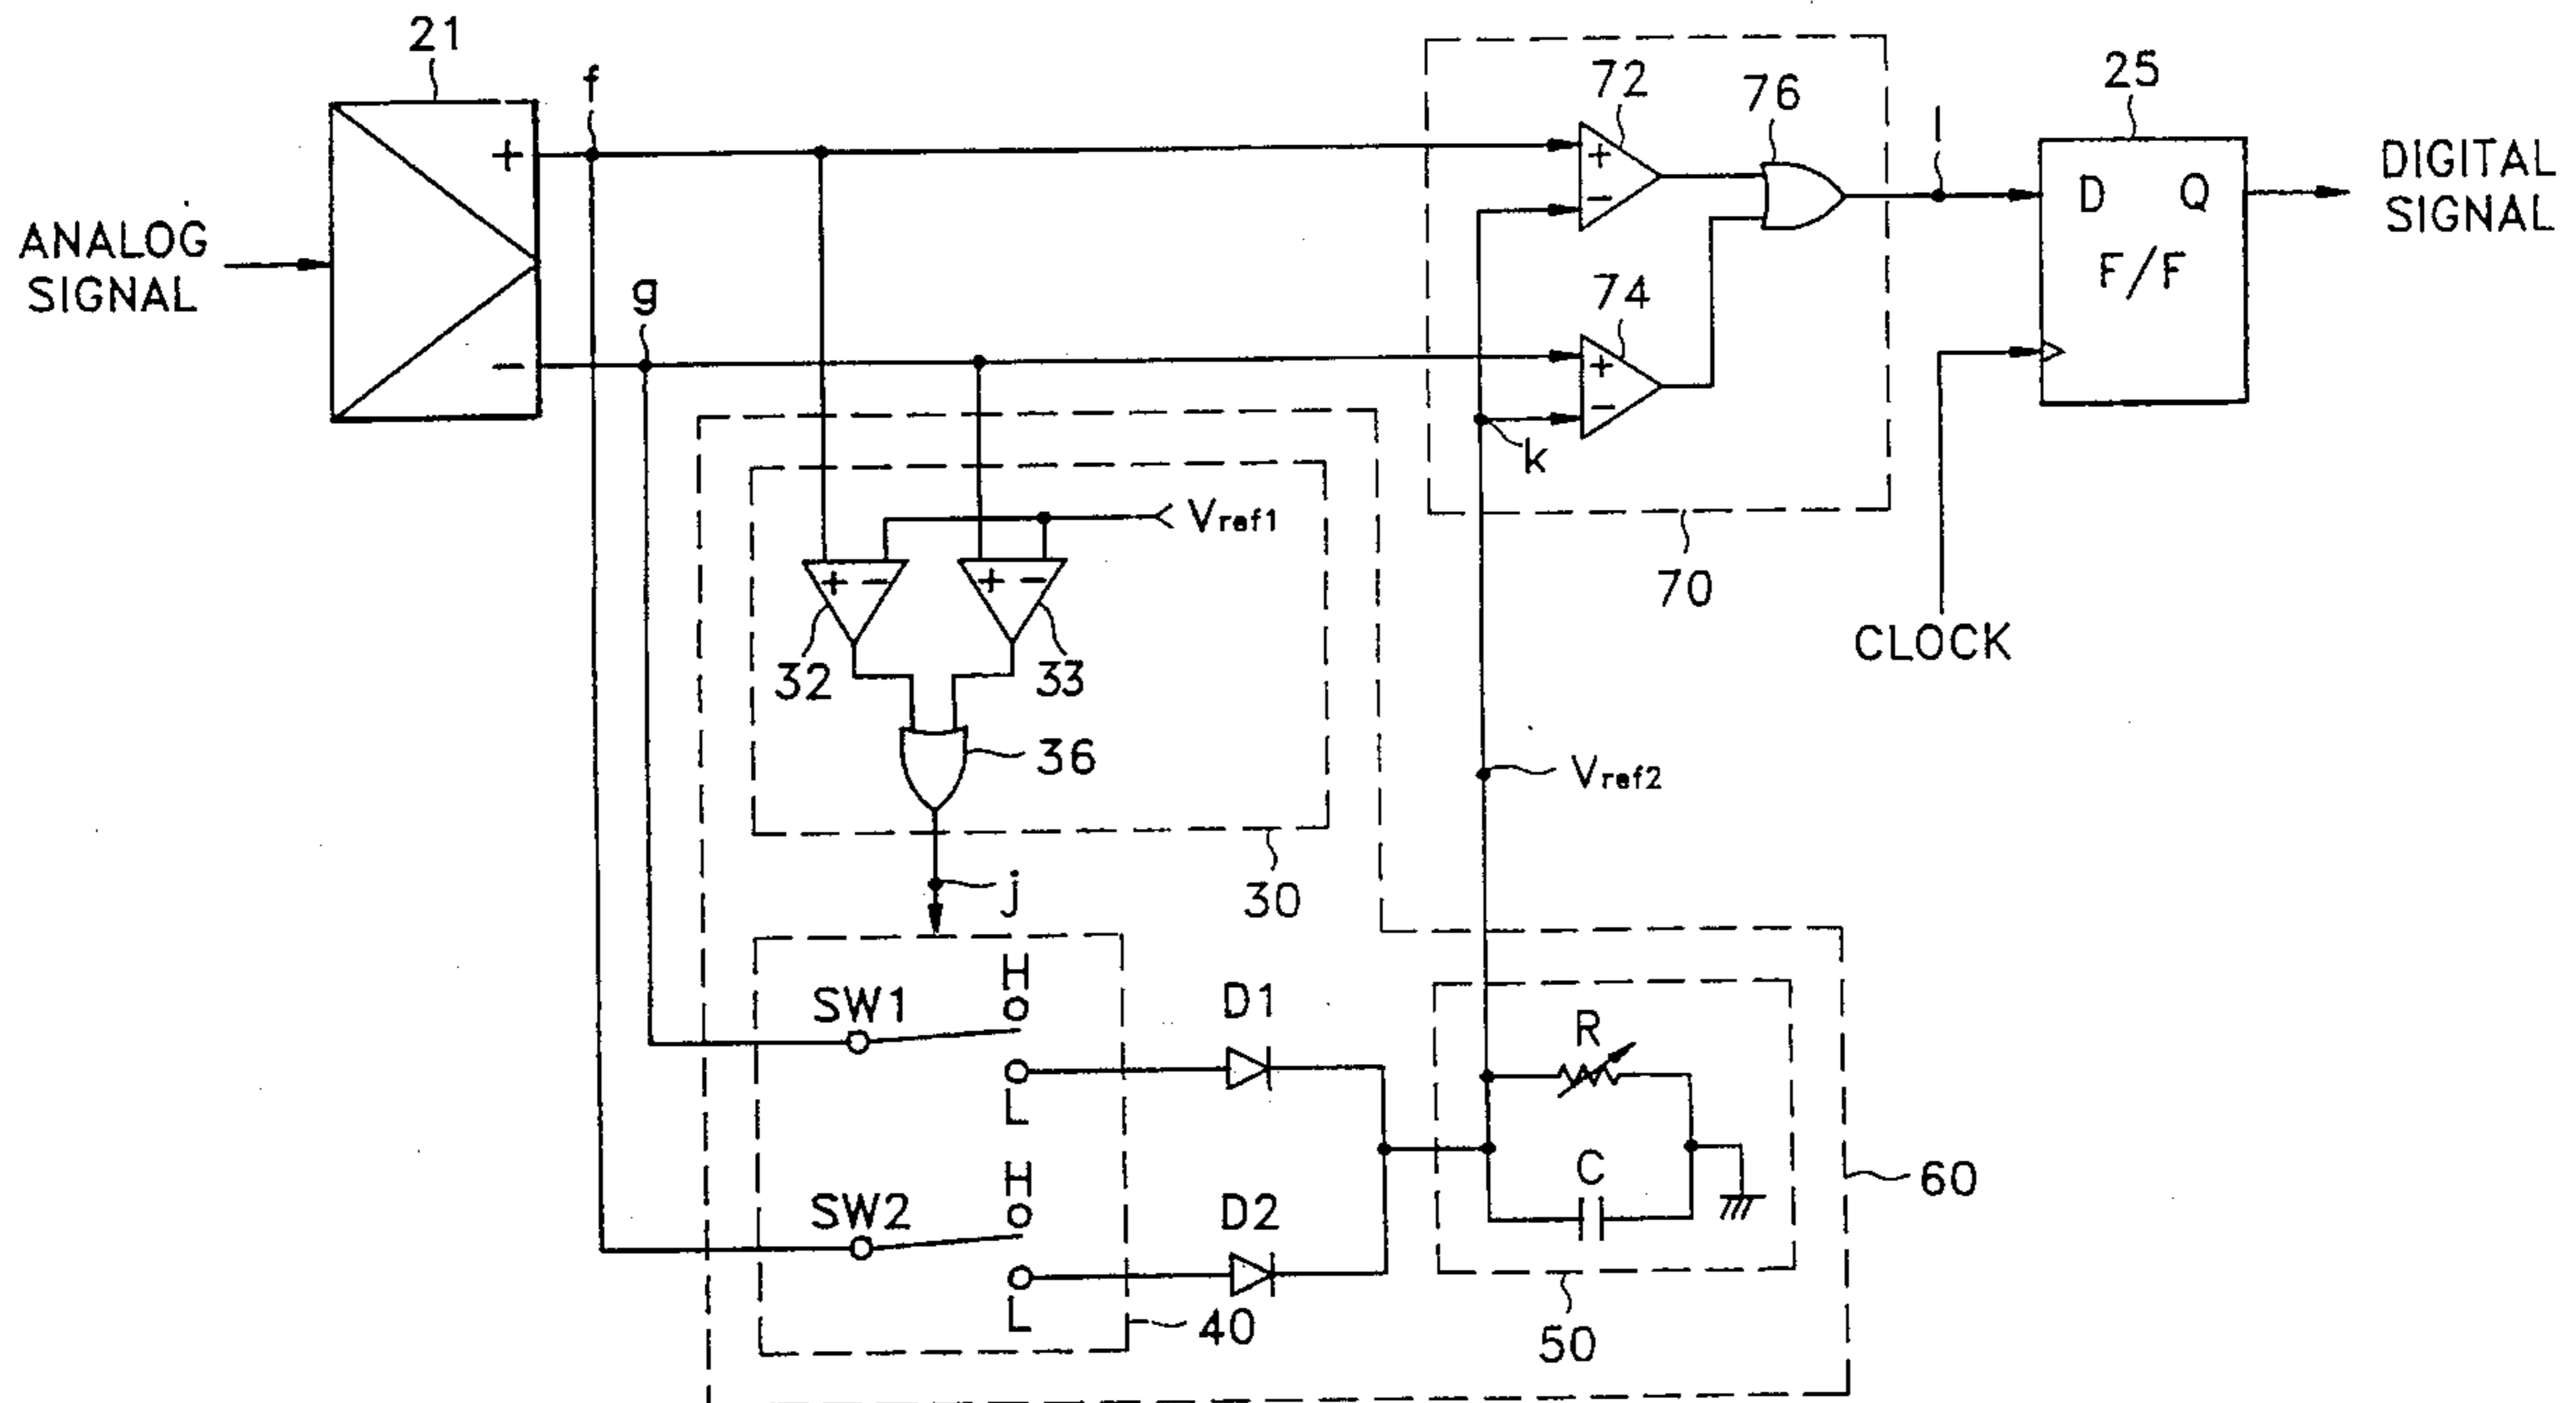 21
f
+
ANALOG
SIGNAL
g
−
72
+
−
76
74
+
−
k
70
l
25
D Q
F/F
DIGITAL
SIGNAL
CLOCK
Vref1
+ −
+ −
32
33
36
30
j
Vref2
SW1
H
L
D1
SW2
H
L
D2
40
R
C
50
60